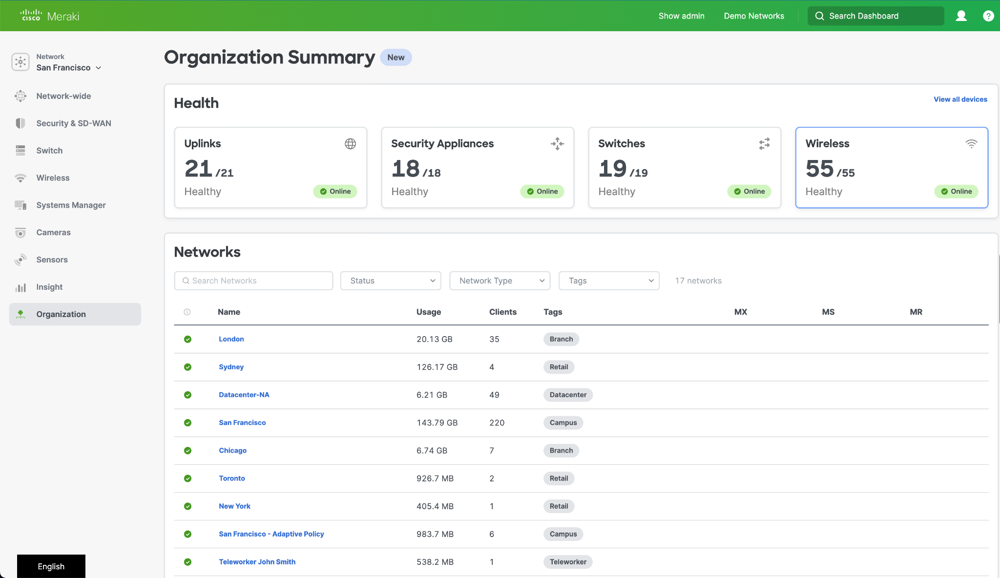 cisco Meraki
Show admin
Demo Networks
Search Dashboard
?
Network
San Francisco
Network-wide
Security & SD-WAN
Switch
Wireless
Systems Manager
Cameras
Sensors
Insight
Organization
English
Organization Summary New
Health
View all devices
Uplinks
21 /21
Healthy
Online
Security Appliances
18 /18
Healthy
Online
Switches
19 /19
Healthy
Online
Wireless
55 /55
Healthy
Online
Networks
Search Networks
Status
Network Type
Tags
17 networks
Name Usage Clients Tags MX MS MR
London 20.13 GB 35 Branch
Sydney 126.17 GB 4 Retail
Datacenter-NA 6.21 GB 49 Datacenter
San Francisco 143.79 GB 220 Campus
Chicago 6.74 GB 7 Branch
Toronto 926.7 MB 2 Retail
New York 405.4 MB 1 Retail
San Francisco - Adaptive Policy 983.7 MB 6 Campus
Teleworker John Smith 538.2 MB 1 Teleworker